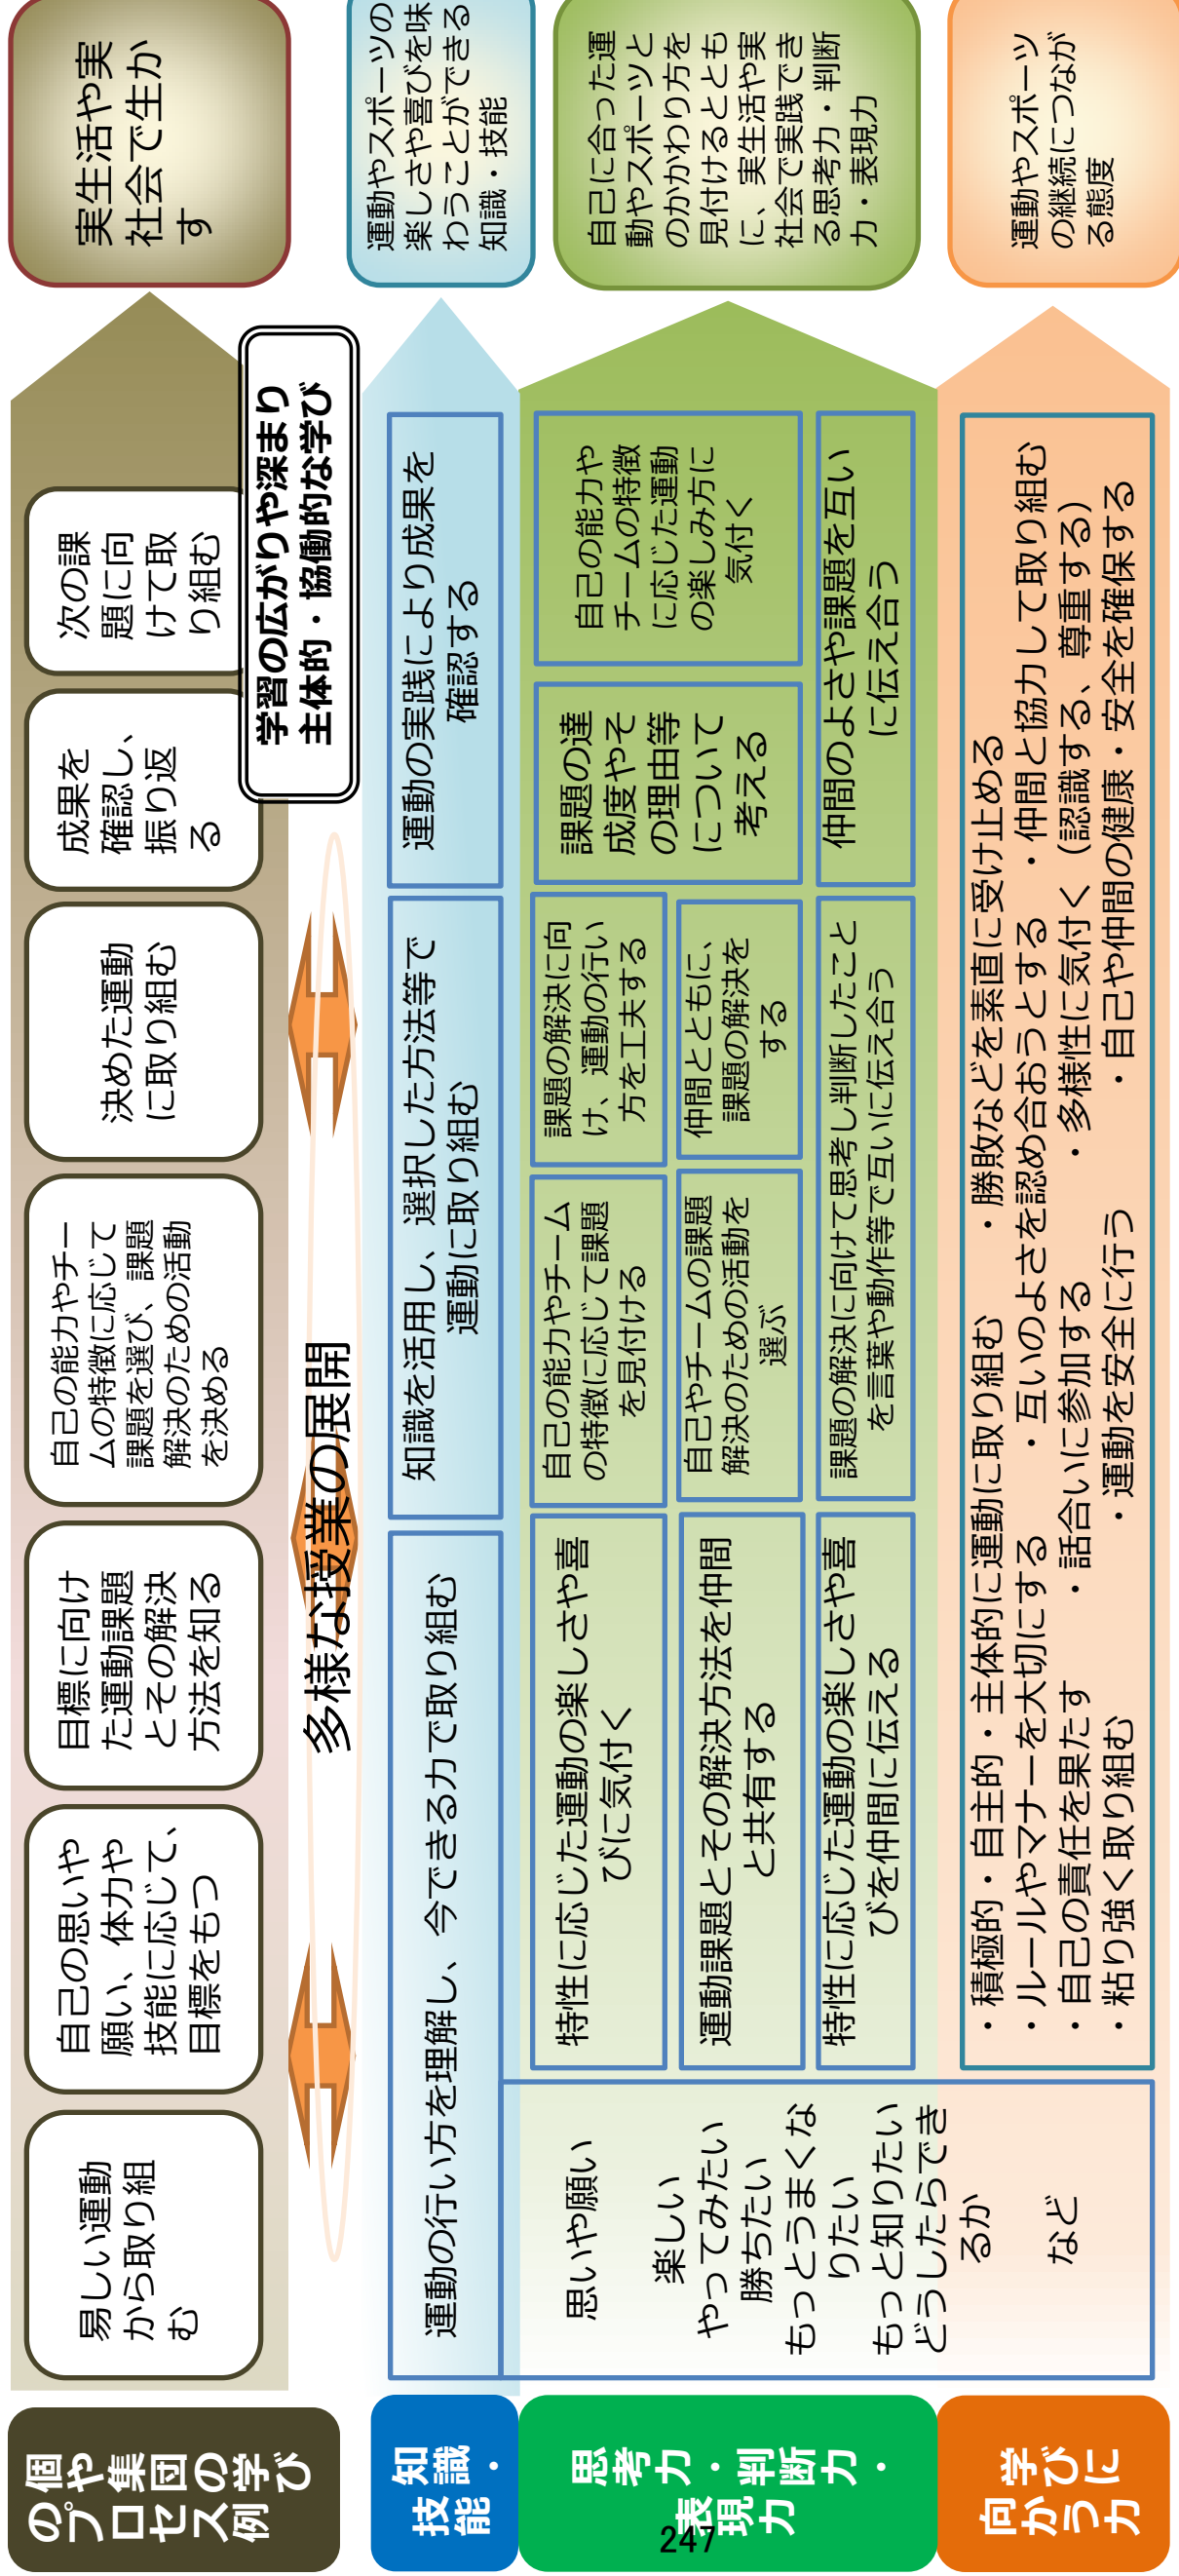 個や集団の学び
のプロセス例
易しい運動
から取り組
む
自己の思いや
願い、体力や
技能に応じて、
目標をもつ
目標に向け
た運動課題
とその解決
方法を知る
自己の能力やチー
ムの特徴に応じて
課題を選び、課題
解決のための活動
を決める
決めた運動
に取り組む
成果を
確認し、
振り返
る
次の課
題に向
けて取
り組む
実生活や実
社会で生か
す
学習の広がりや深まり
主体的・協働的な学び
多様な授業の展開
知識・
技能
運動の行い方を理解し、今できる力で取り組む
知識を活用し、選択した方法等で
運動に取り組む
運動の実践により成果を
確認する
運動やスポーツの
楽しさや喜びを味
わうことができる
知識・技能
思考力・判断力・
表現力
思いや願い
楽しい
やってみたい
勝ちたい
もっとうまくな
りたい
もっと知りたい
どうしたらでき
るか
など
特性に応じた運動の楽しさや喜
びに気付く
運動課題とその解決方法を仲間
と共有する
特性に応じた運動の楽しさや喜
びを仲間に伝える
自己の能力やチーム
の特徴に応じて課題
を見付ける
自己やチームの課題
解決のための活動を
選ぶ
課題の解決に向け、運動の行い
方を工夫する
仲間とともに、
課題の解決を
する
課題の解決に向けて思考し判断したこと
を言葉や動作等で互いに伝え合う
課題の達
成度やそ
の理由等
について
考える
自己の能力や
チームの特徴
に応じた運動
の楽しみ方に
気付く
仲間のよさや課題を互い
に伝え合う
自己に合った運
動やスポーツと
のかかわり方を
見付けるととも
に、実生活や実
社会で実践でき
る思考力・判断
力・表現力
学びに
向かう力
・積極的・自主的・主体的に運動に取り組む ・勝敗などを素直に受け止める
・ルールやマナーを大切にする ・互いのよさを認め合おうとする ・仲間と協力して取り組む
・自己の責任を果たす ・話合いに参加する ・多様性に気付く（認識する、尊重する）
・粘り強く取り組む ・運動を安全に行う ・自己や仲間の健康・安全を確保する
運動やスポーツ
の継続につなが
る態度
247